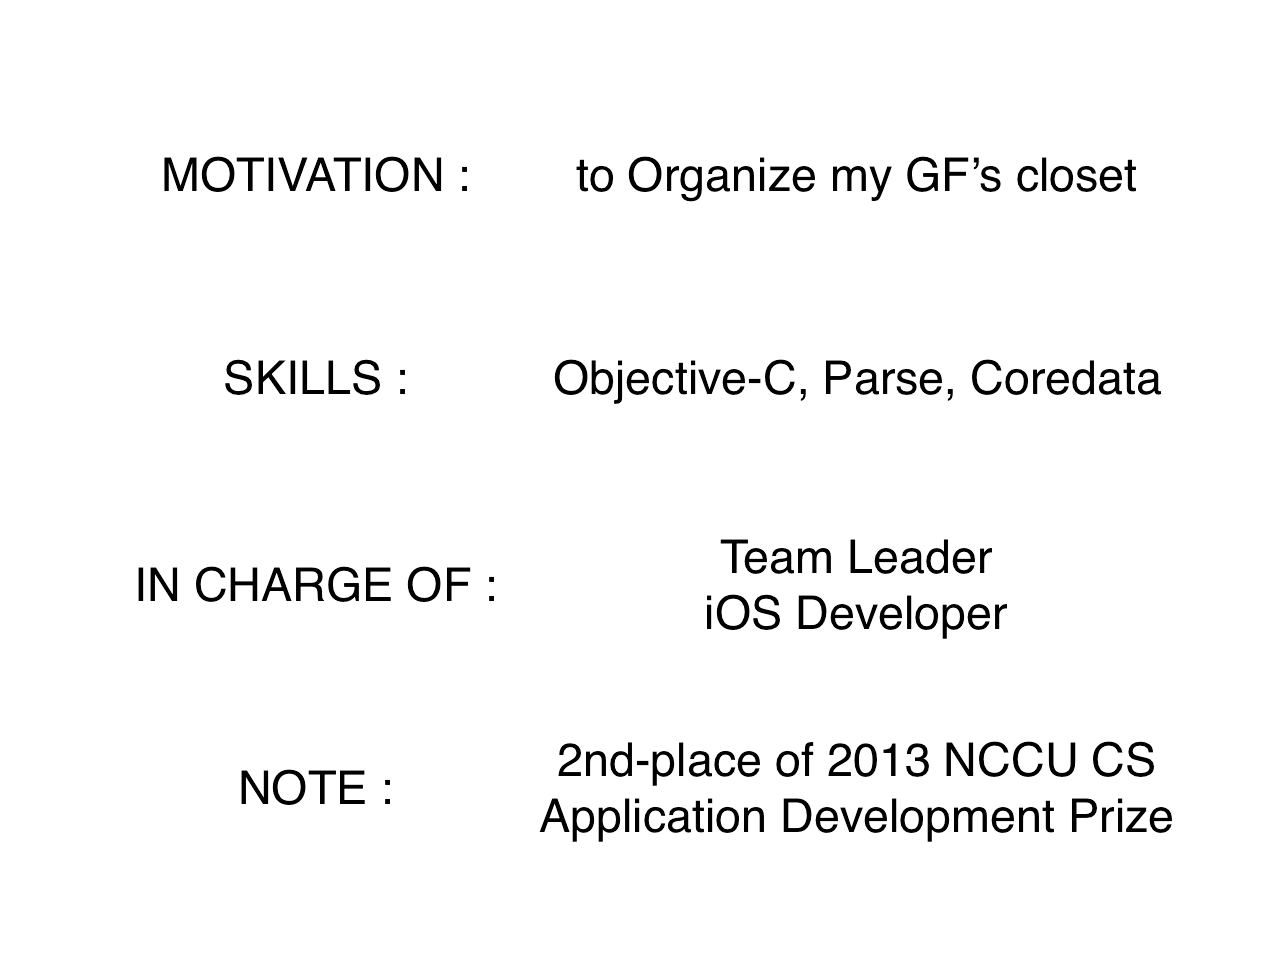 MOTIVATION : to Organize my GF’s closet
SKILLS : Objective-C, Parse, Coredata
IN CHARGE OF : Team Leader
iOS Developer
NOTE : 2nd-place of 2013 NCCU CS
Application Development Prize